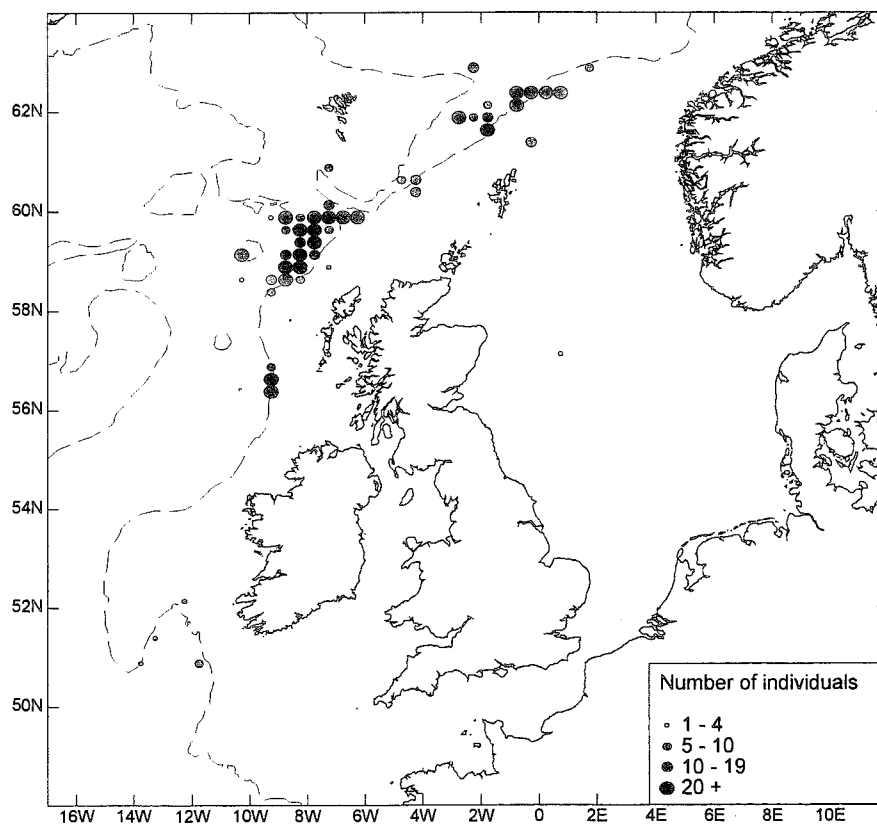 62N
60N
58N
56N
54N
52N
50N
Number of individuals
1 - 4
5 - 10
10 - 19
20 +
16W 14W 12W 10W 8W 6W 4W 2W 0 2E 4E 6E 8E 10E